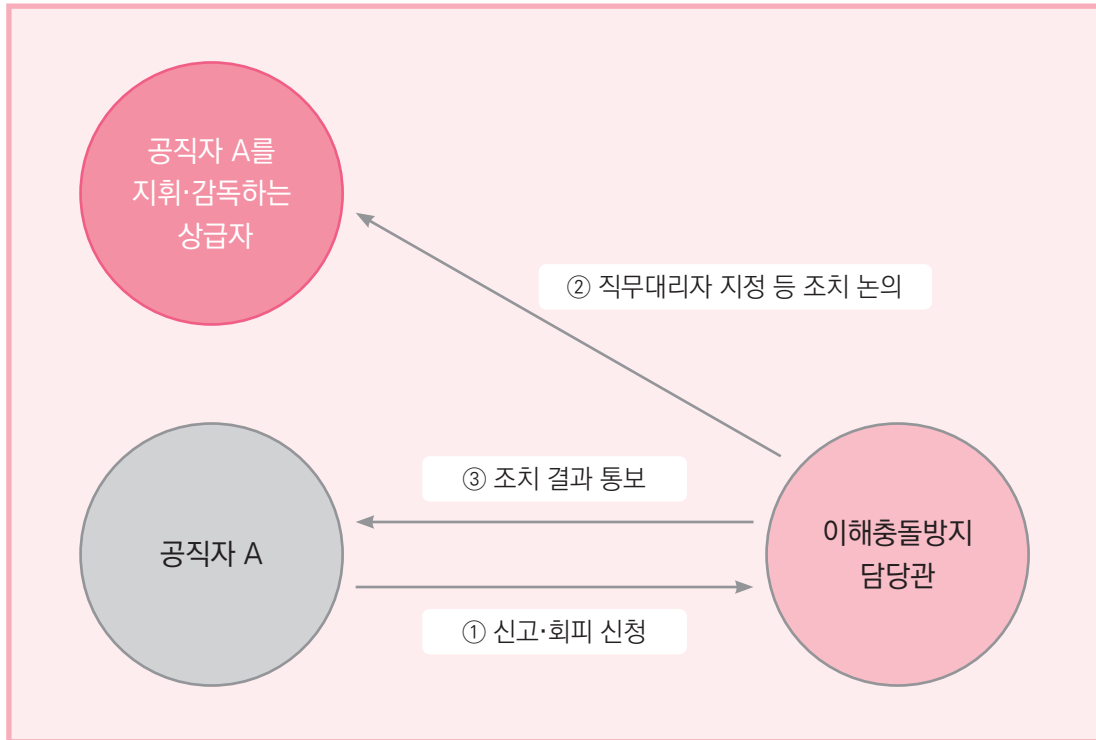 공직자 A를
지휘·감독하는
상급자
② 직무대리자 지정 등 조치 논의
③ 조치 결과 통보
공직자 A
이해충돌방지
담당관
① 신고·회피 신청